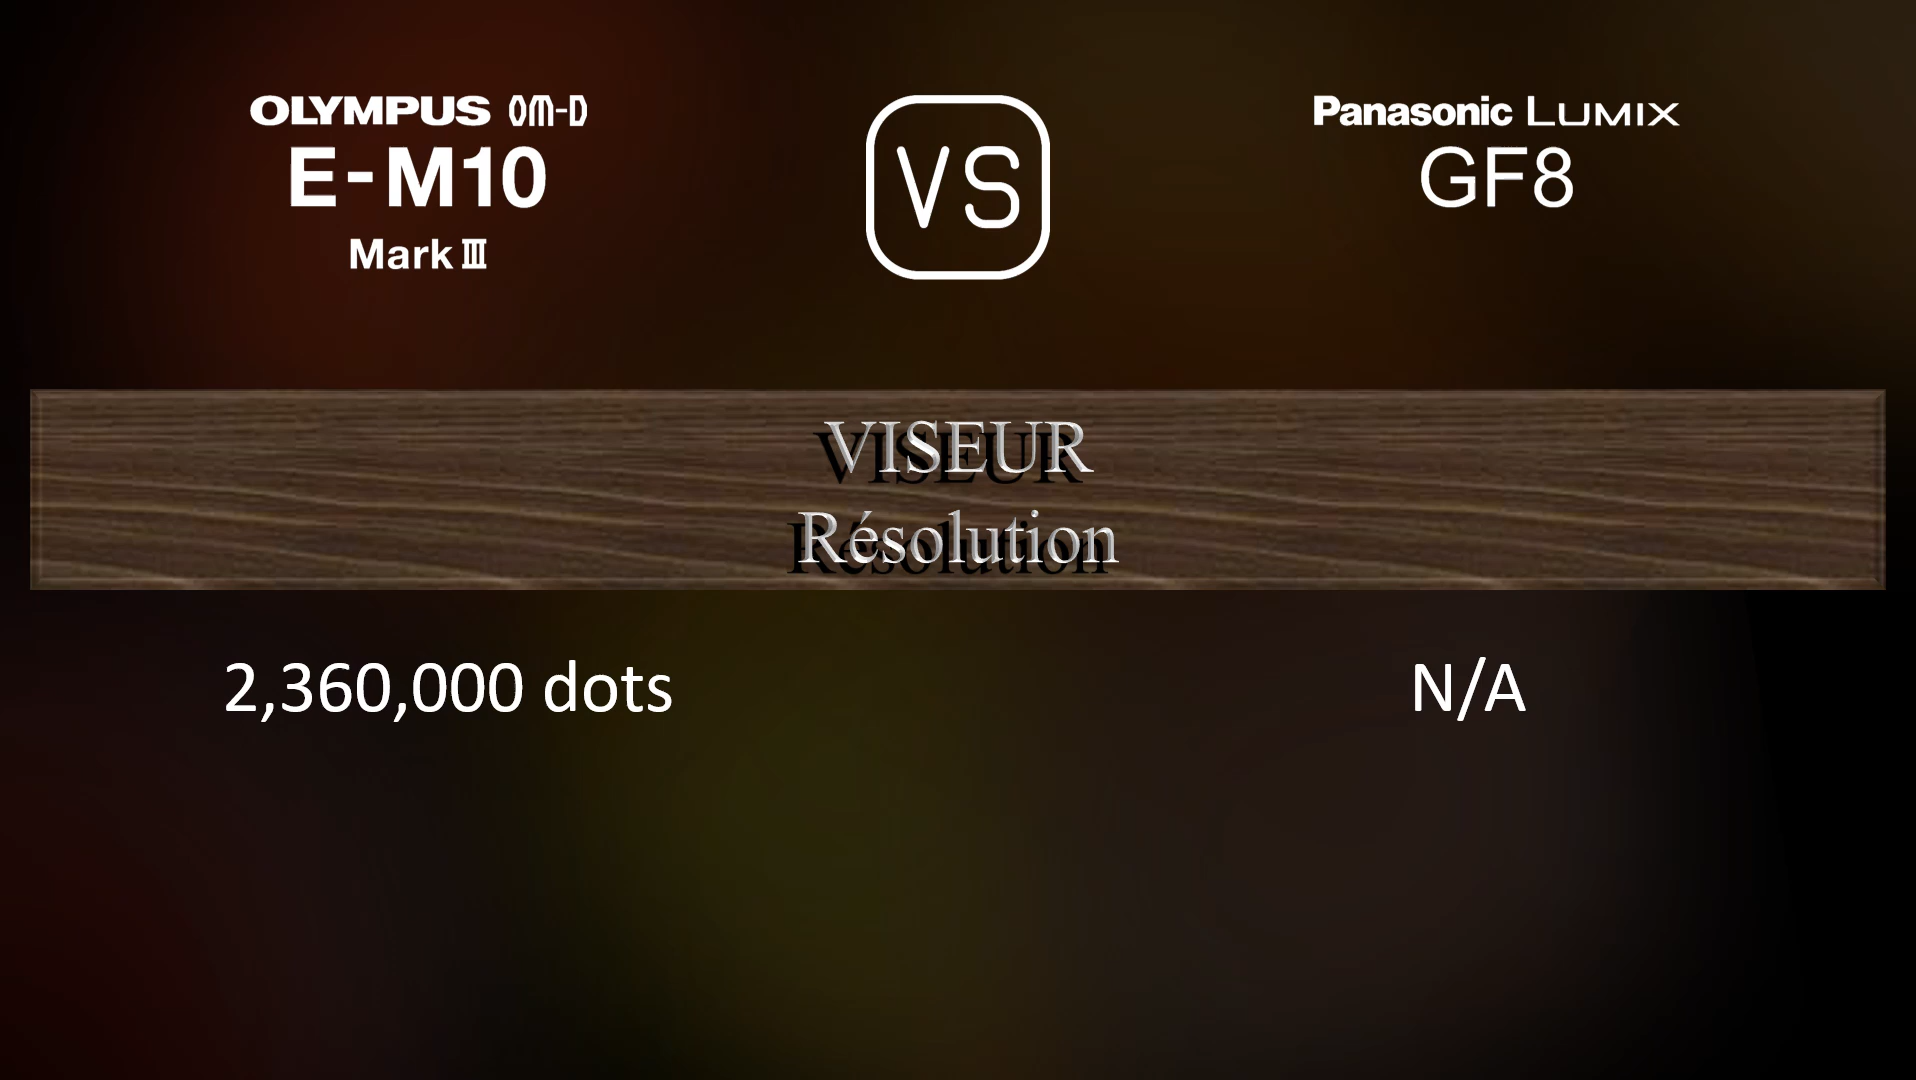 OLYMPUS OM-D
E-M10
Mark III
VS
Panasonic LUMIX
GF8
VISEUR
Résolution
2,360,000 dots
N/A